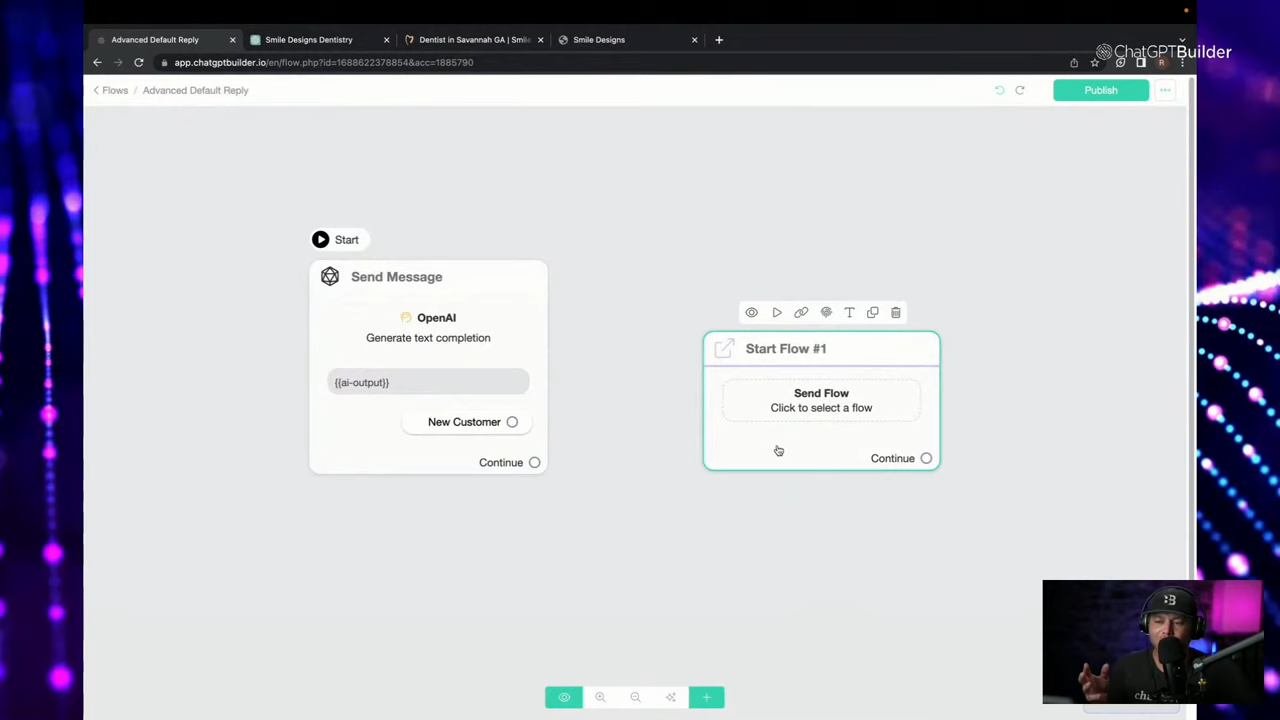 Advanced Default Reply
Smile Designs Dentistry
Dentist in Savannah GA | Smile
Smile Designs
ChatGPTBuilder
app.chatgptbuilder.io/en/flow.php?id=1688622378854&acc=1885790
R
Flows / Advanced Default Reply
Publish
Start
Send Message
OpenAI
Generate text completion
{{ai-output}}
New Customer
Continue
Start Flow #1
Send Flow
Click to select a flow
Continue